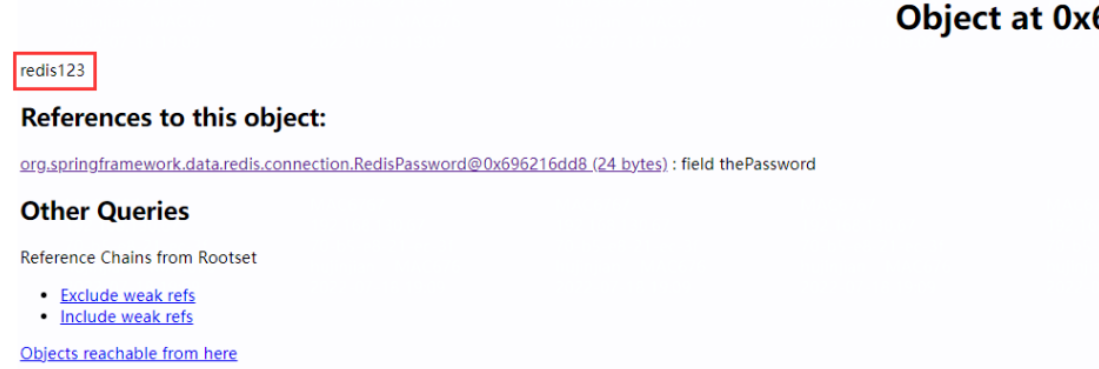 Object at 0x6
redis123
References to this object:
org.springframework.data.redis.connection.RedisPassword@0x696216dd8 (24 bytes) : field thePassword
Other Queries
Reference Chains from Rootset
• Exclude weak refs
• Include weak refs
Objects reachable from here